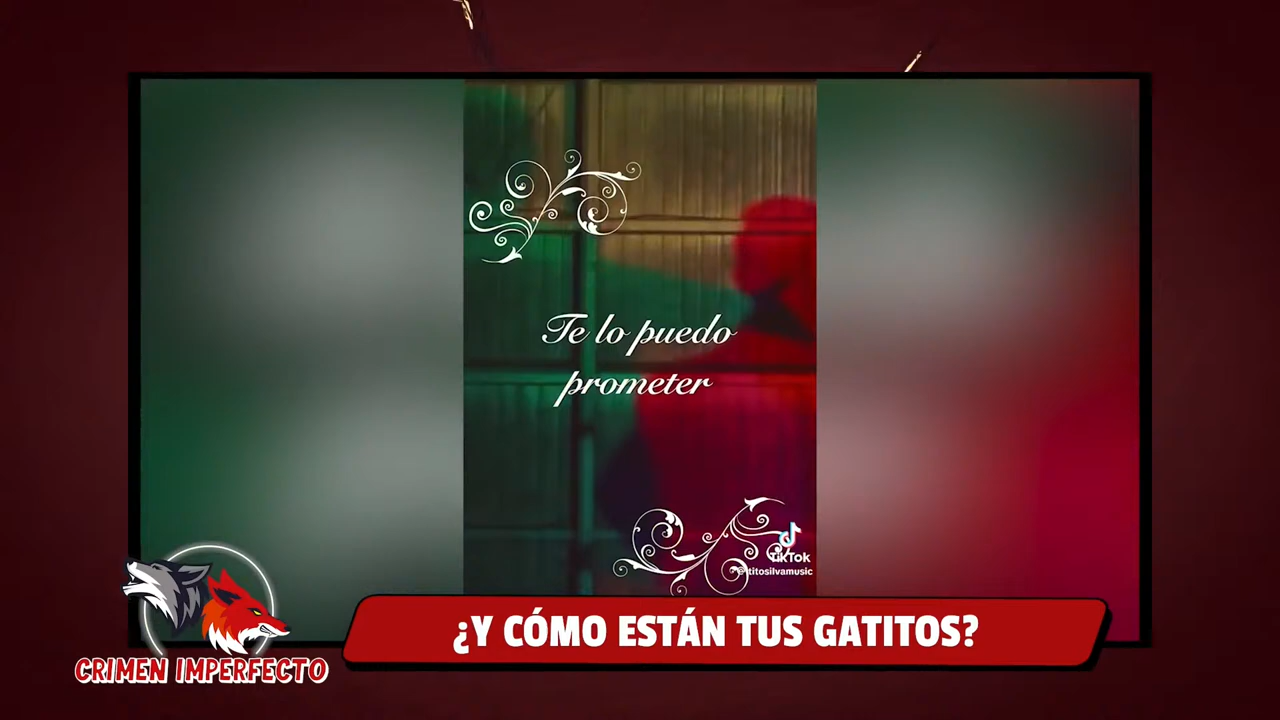 Te lo puedo
prometer
TikTok
@titosilvamusic
¿Y CÓMO ESTÁN TUS GATITOS?
CRIMEN IMPERFECTO